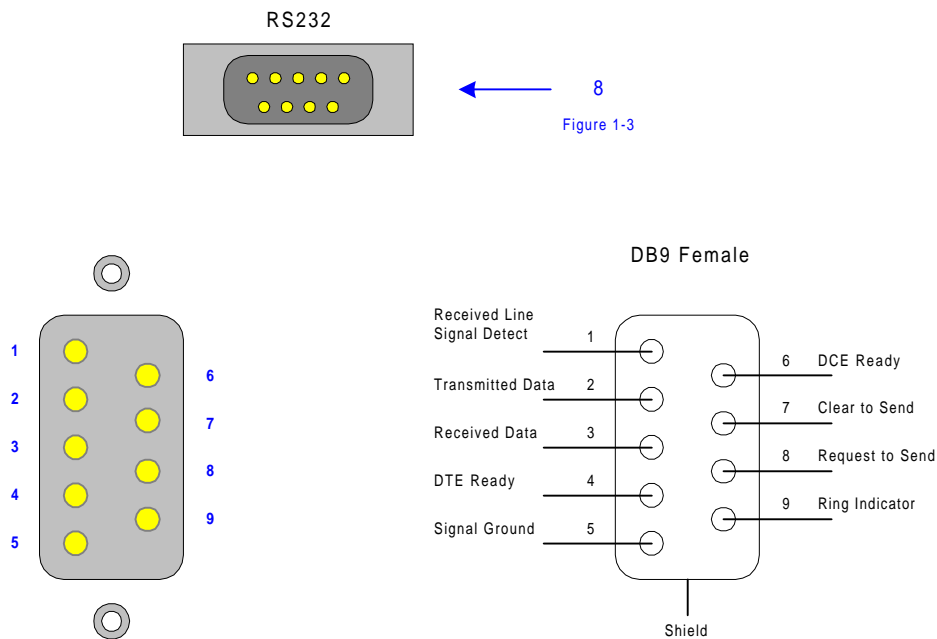 RS232
8
Figure 1-3
DB9 Female
1
2
3
4
5
6
7
8
9
Received Line
Signal Detect
1
Transmitted Data
2
Received Data
3
DTE Ready
4
Signal Ground
5
6
DCE Ready
7
Clear to Send
8
Request to Send
9
Ring Indicator
Shield